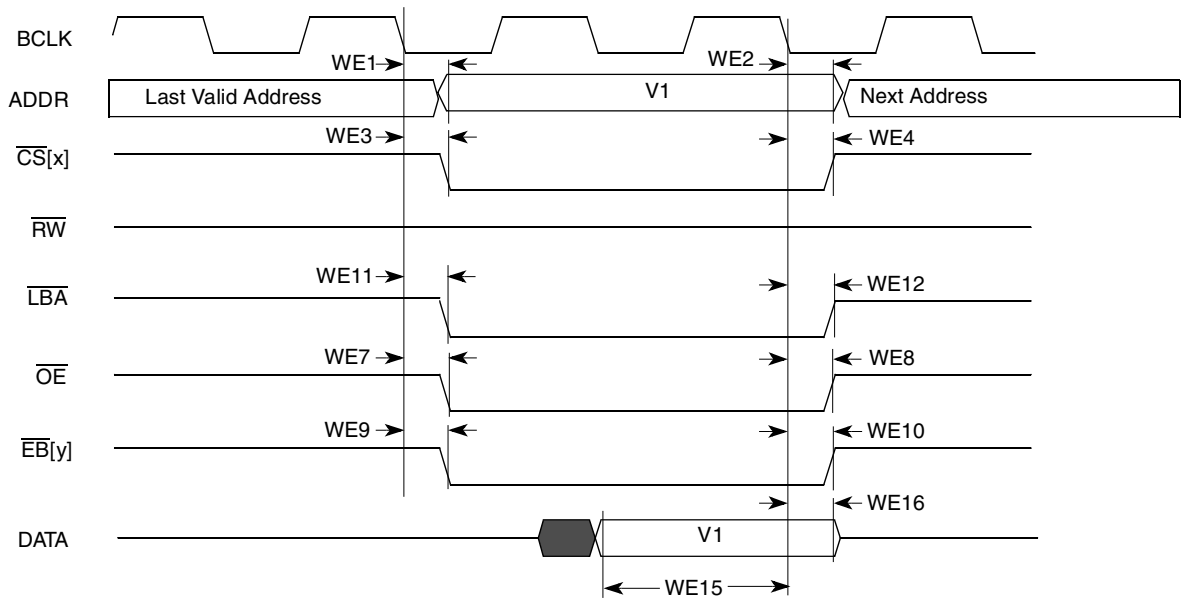 BCLK
WE1
WE2
ADDR
Last Valid Address
V1
Next Address
WE3
WE4
CS[x]
RW
WE11
WE12
LBA
WE7
WE8
OE
WE9
WE10
EB[y]
WE16
DATA
V1
WE15